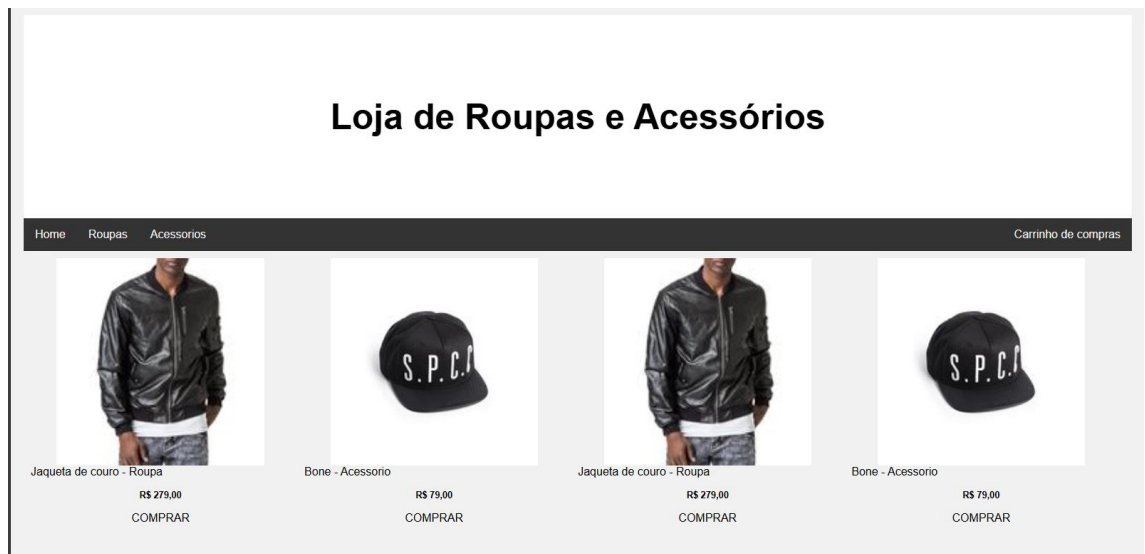 Loja de Roupas e Acessórios
Home Roupas Acessorios Carrinho de compras
S.P.C.C
S.P.C.C
Jaqueta de couro - Roupa Bone - Acessorio Jaqueta de couro - Roupa Bone - Acessorio
R$ 279,00 R$ 79,00 R$ 279,00 R$ 79,00
COMPRAR COMPRAR COMPRAR COMPRAR